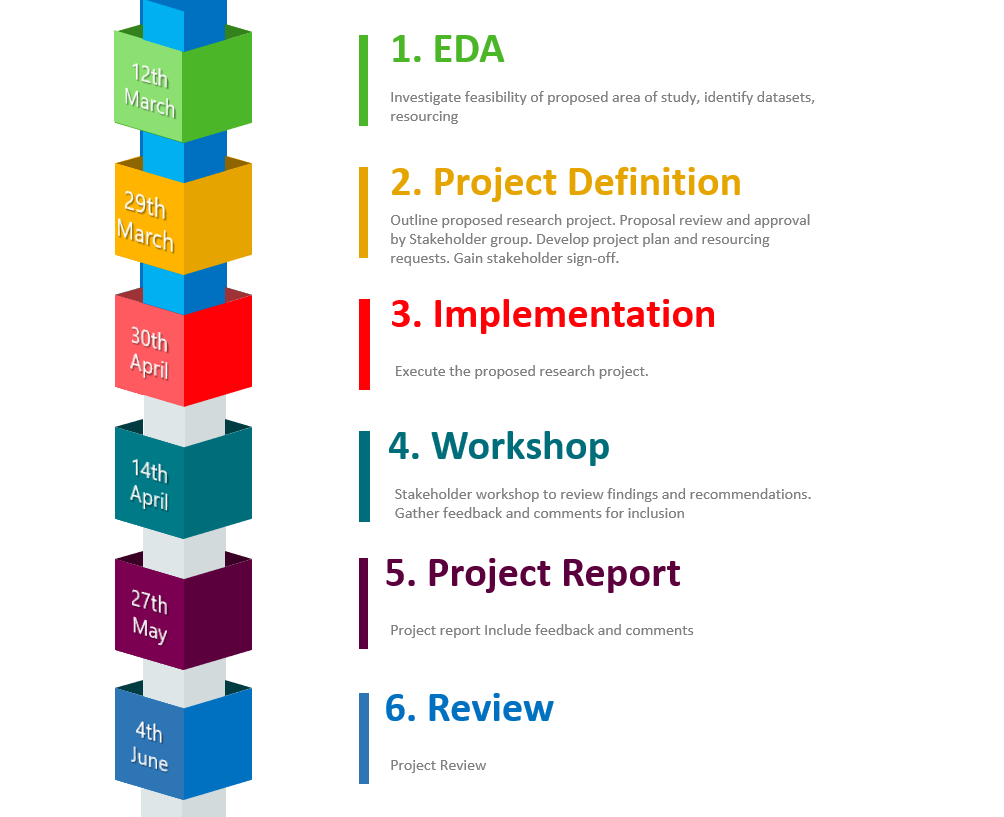 12th
March
1. EDA
Investigate feasibility of proposed area of study, identify datasets,
resourcing
29th
March
2. Project Definition
Outline proposed research project. Proposal review and approval
by Stakeholder group. Develop project plan and resourcing
requests. Gain stakeholder sign-off.
30th
April
3. Implementation
Execute the proposed research project.
14th
April
4. Workshop
Stakeholder workshop to review findings and recommendations.
Gather feedback and comments for inclusion
27th
May
5. Project Report
Project report Include feedback and comments
4th
June
6. Review
Project Review